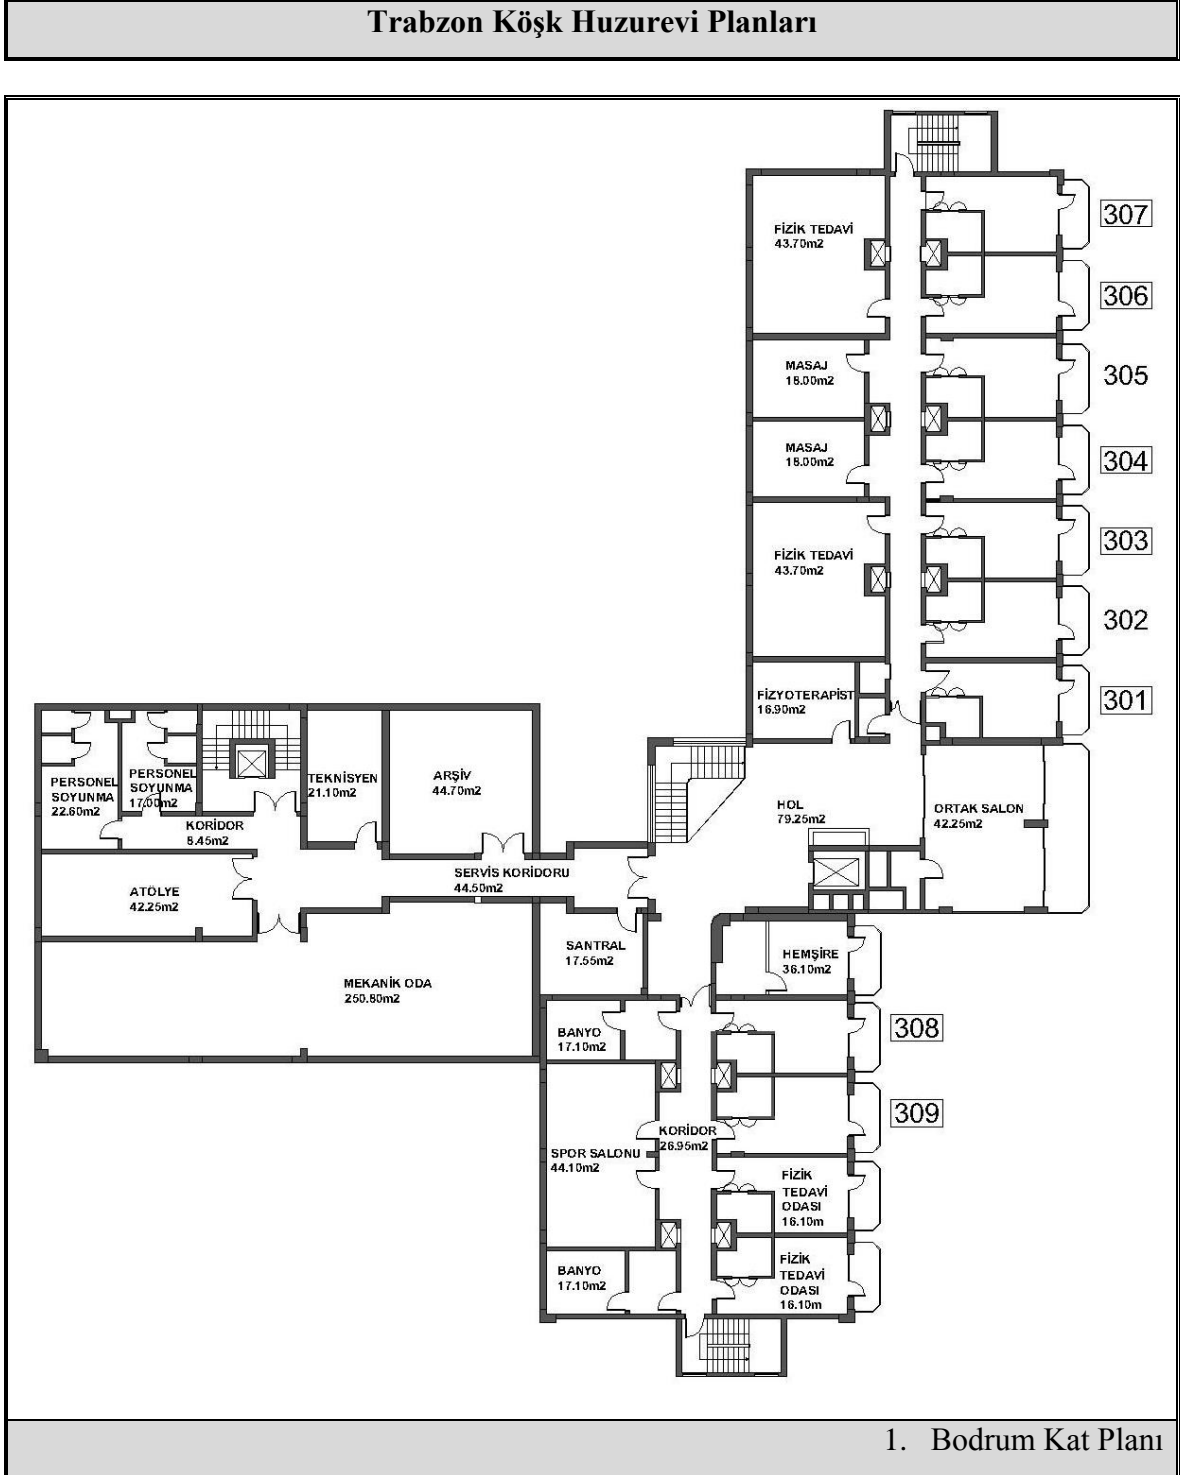 Trabzon Köşk Huzurevi Planları
FİZİK TEDAVİ
43.70m2
307
306
MASAJ
18.00m2
305
MASAJ
18.00m2
304
FİZİK TEDAVİ
43.70m2
303
302
FİZYOTERAPİST
16.90m2
301
PERSONEL
SOYUNMA
22.60m2
PERSONEL
SOYUNMA
17.00m2
TEKNİSYEN
21.10m2
ARŞİV
44.70m2
HOL
79.25m2
ORTAK SALON
42.25m2
KORİDOR
8.45m2
SERVİS KORİDORU
44.50m2
ATÖLYE
42.25m2
SANTRAL
17.55m2
HEMŞİRE
36.10m2
MEKANİK ODA
250.80m2
BANYO
17.10m2
308
309
KORİDOR
26.95m2
SPOR SALONU
44.10m2
FİZİK
TEDAVİ
ODASI
16.10m
BANYO
17.10m2
FİZİK
TEDAVİ
ODASI
16.10m
1. Bodrum Kat Planı